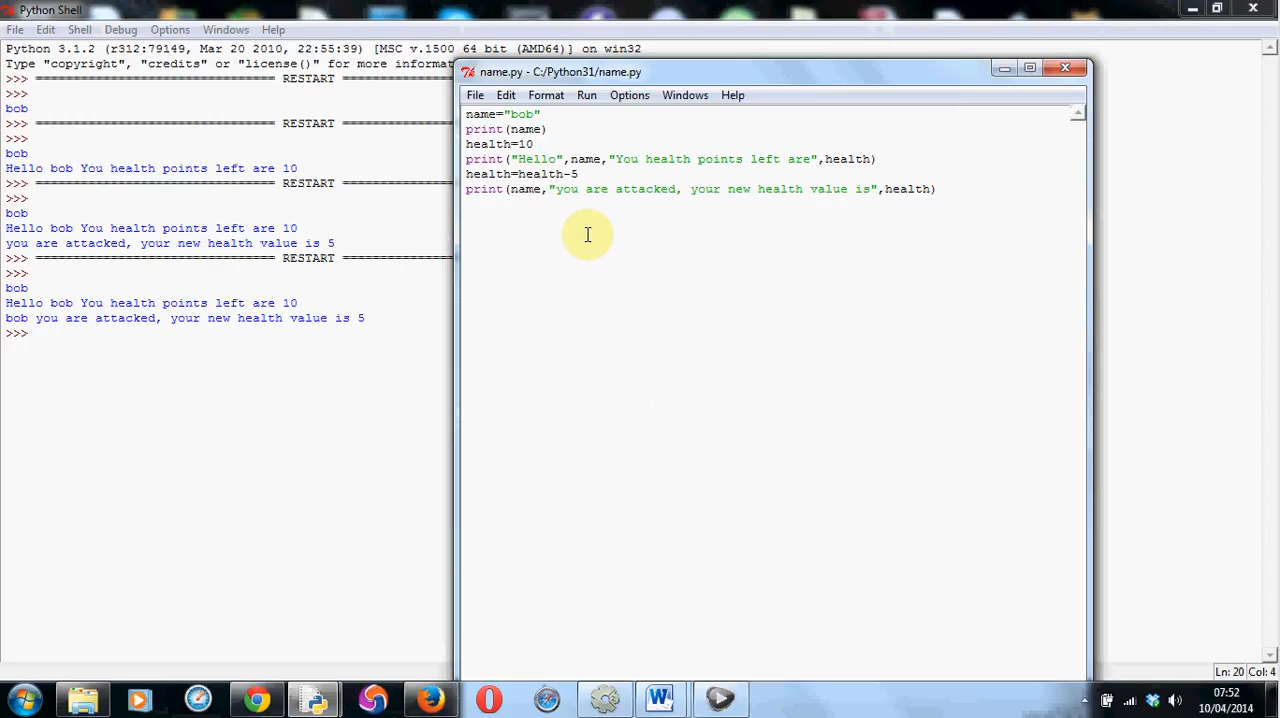 Python Shell
File Edit Shell Debug Options Windows Help
Python 3.1.2 (r312:79149, Mar 20 2010, 22:55:39) [MSC v.1500 64 bit (AMD64)] on win32
Type "copyright", "credits" or "license()" for more informat
>>> ================================ RESTART ===============
>>>
bob
>>> ================================ RESTART ===============
>>>
bob
Hello bob You health points left are 10
>>> ================================ RESTART ===============
>>>
bob
Hello bob You health points left are 10
you are attacked, your new health value is 5
>>> ================================ RESTART ===============
>>>
bob
Hello bob You health points left are 10
bob you are attacked, your new health value is 5
>>>
name.py - C:/Python31/name.py
File Edit Format Run Options Windows Help
name="bob"
print(name)
health=10
print("Hello",name,"You health points left are",health)
health=health-5
print(name,"you are attacked, your new health value is",health)
Ln: 20 Col: 4
07:52
10/04/2014